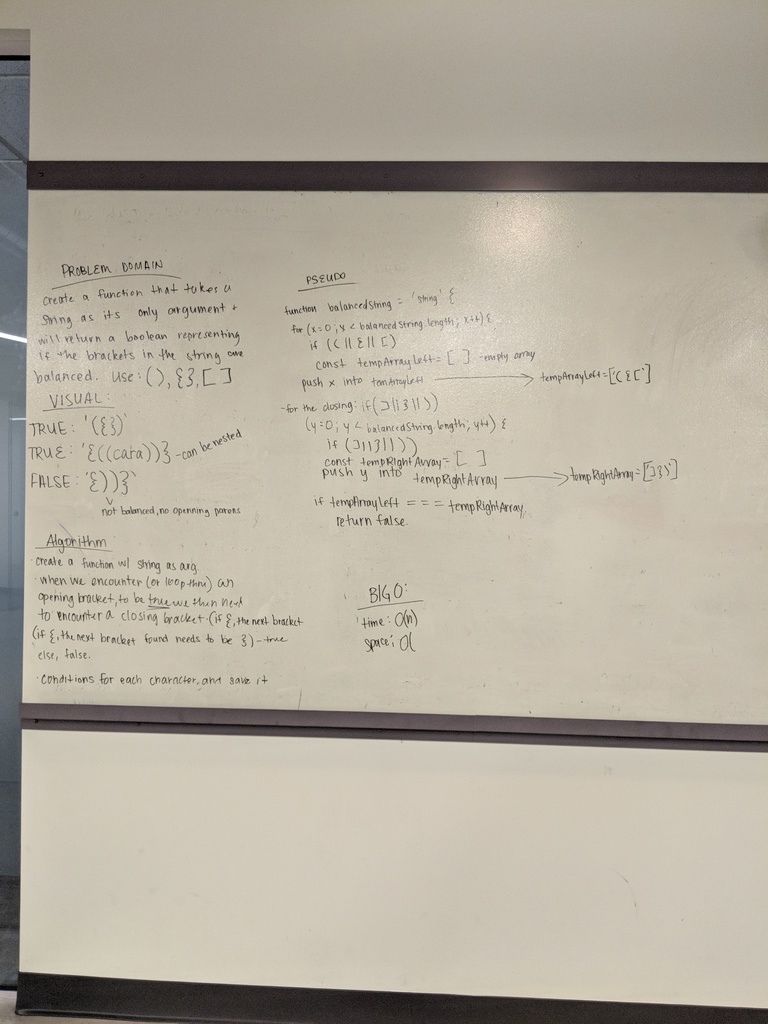 PROBLEM DOMAIN
create a function that takes a
string as its only argument +
will return a boolean representing
if the brackets in the string are
balanced. use: (), {}, []
VISUAL:
TRUE: '({})'
TRUE: '{((cata))} - can be nested
FALSE: '{))}'
not balanced, no openning parens
Algorithm
· create a function w/ string as arg
· when we encounter (or loop thru) an
opening bracket, to be true we then need
to encounter a closing bracket · (if {, the next bracket
(if {, the next bracket found needs to be }) - true
else, false.
· conditions for each character, and save it
PSEUDO
function balancedString = 'string' {
for (x=0; x < balancedString.length; x++) {
if (( || { || [)
const tempArrayLeft = [ ] - empty array
push x into temArrayLeft → tempArrayLeft = ['({[']
- for the closing: if (] || } || ))
(y=0; y < balancedString.length; y++) {
if (] || } || ))
const tempRightArray = [ ]
push y into tempRightArray → tempRightArray = [']})']
if tempArrayLeft === tempRightArray.
return false.
BIG O:
time: O(n)
space: O(